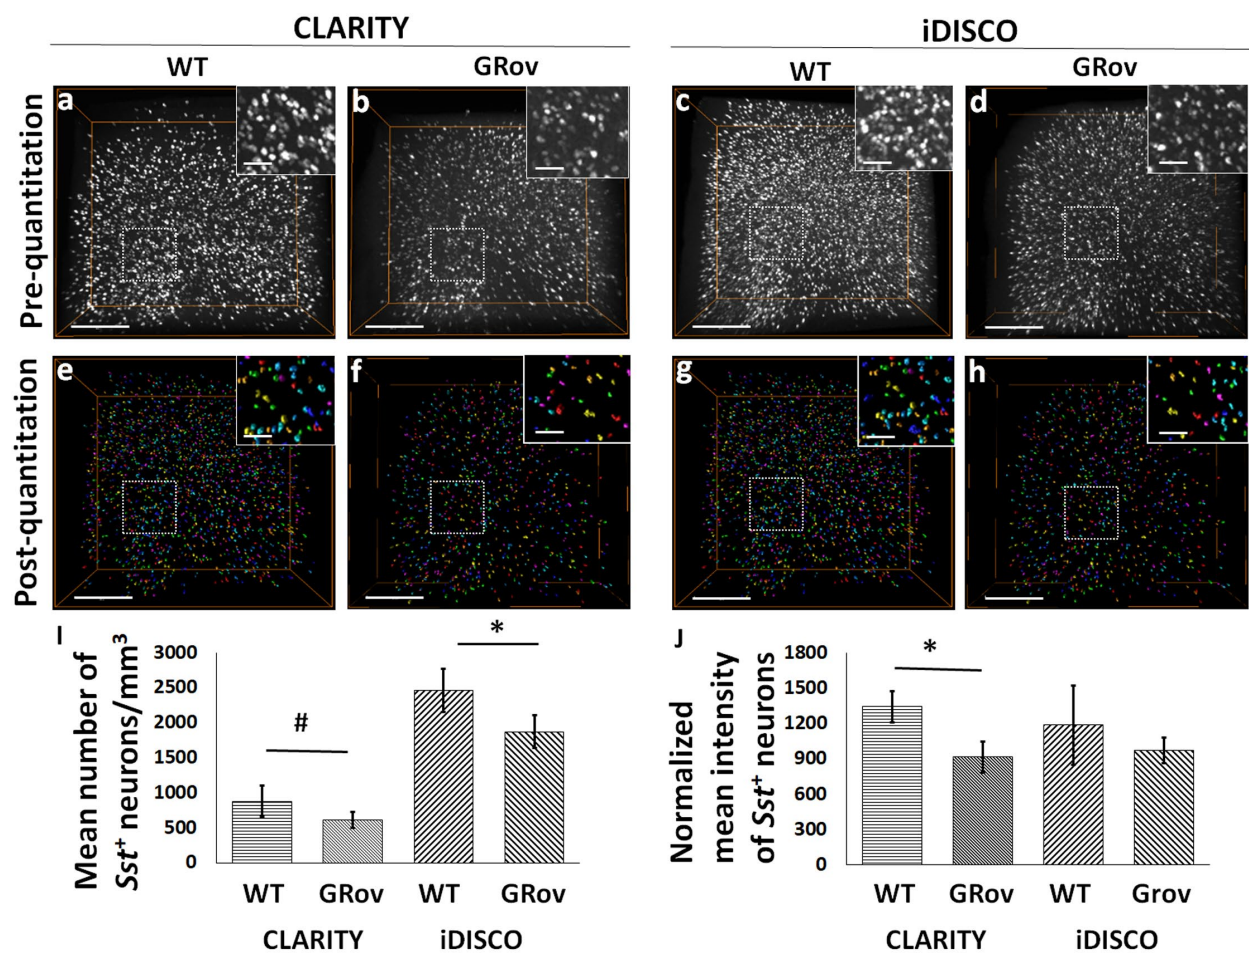 CLARITY
iDISCO
WT
GRov
WT
GRov
Pre-quantitation
a
b
c
d
Post-quantitation
e
f
g
h
I
Mean number of
Sst+ neurons/mm3
3000
2500
2000
1500
1000
500
0
#
*
WT
GRov
WT
GRov
CLARITY
iDISCO
J
Normalized
mean intensity
of Sst+ neurons
1800
1500
1200
900
600
300
0
*
WT
GRov
WT
Grov
CLARITY
iDISCO